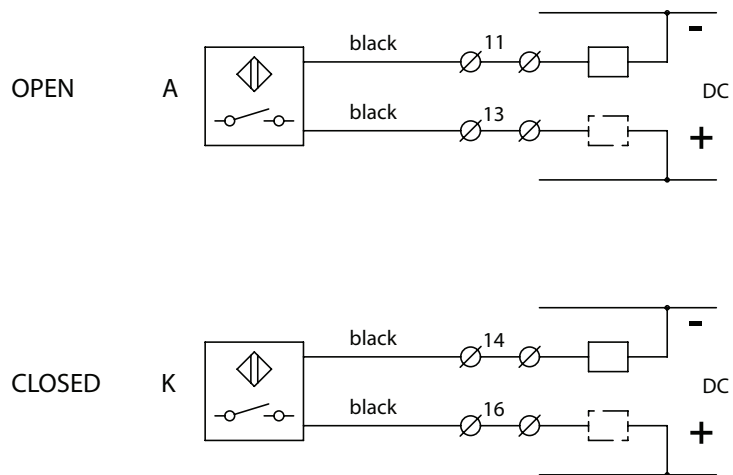 black 11 -
OPEN A DC
black 13 +
black 14 -
CLOSED K DC
black 16 +